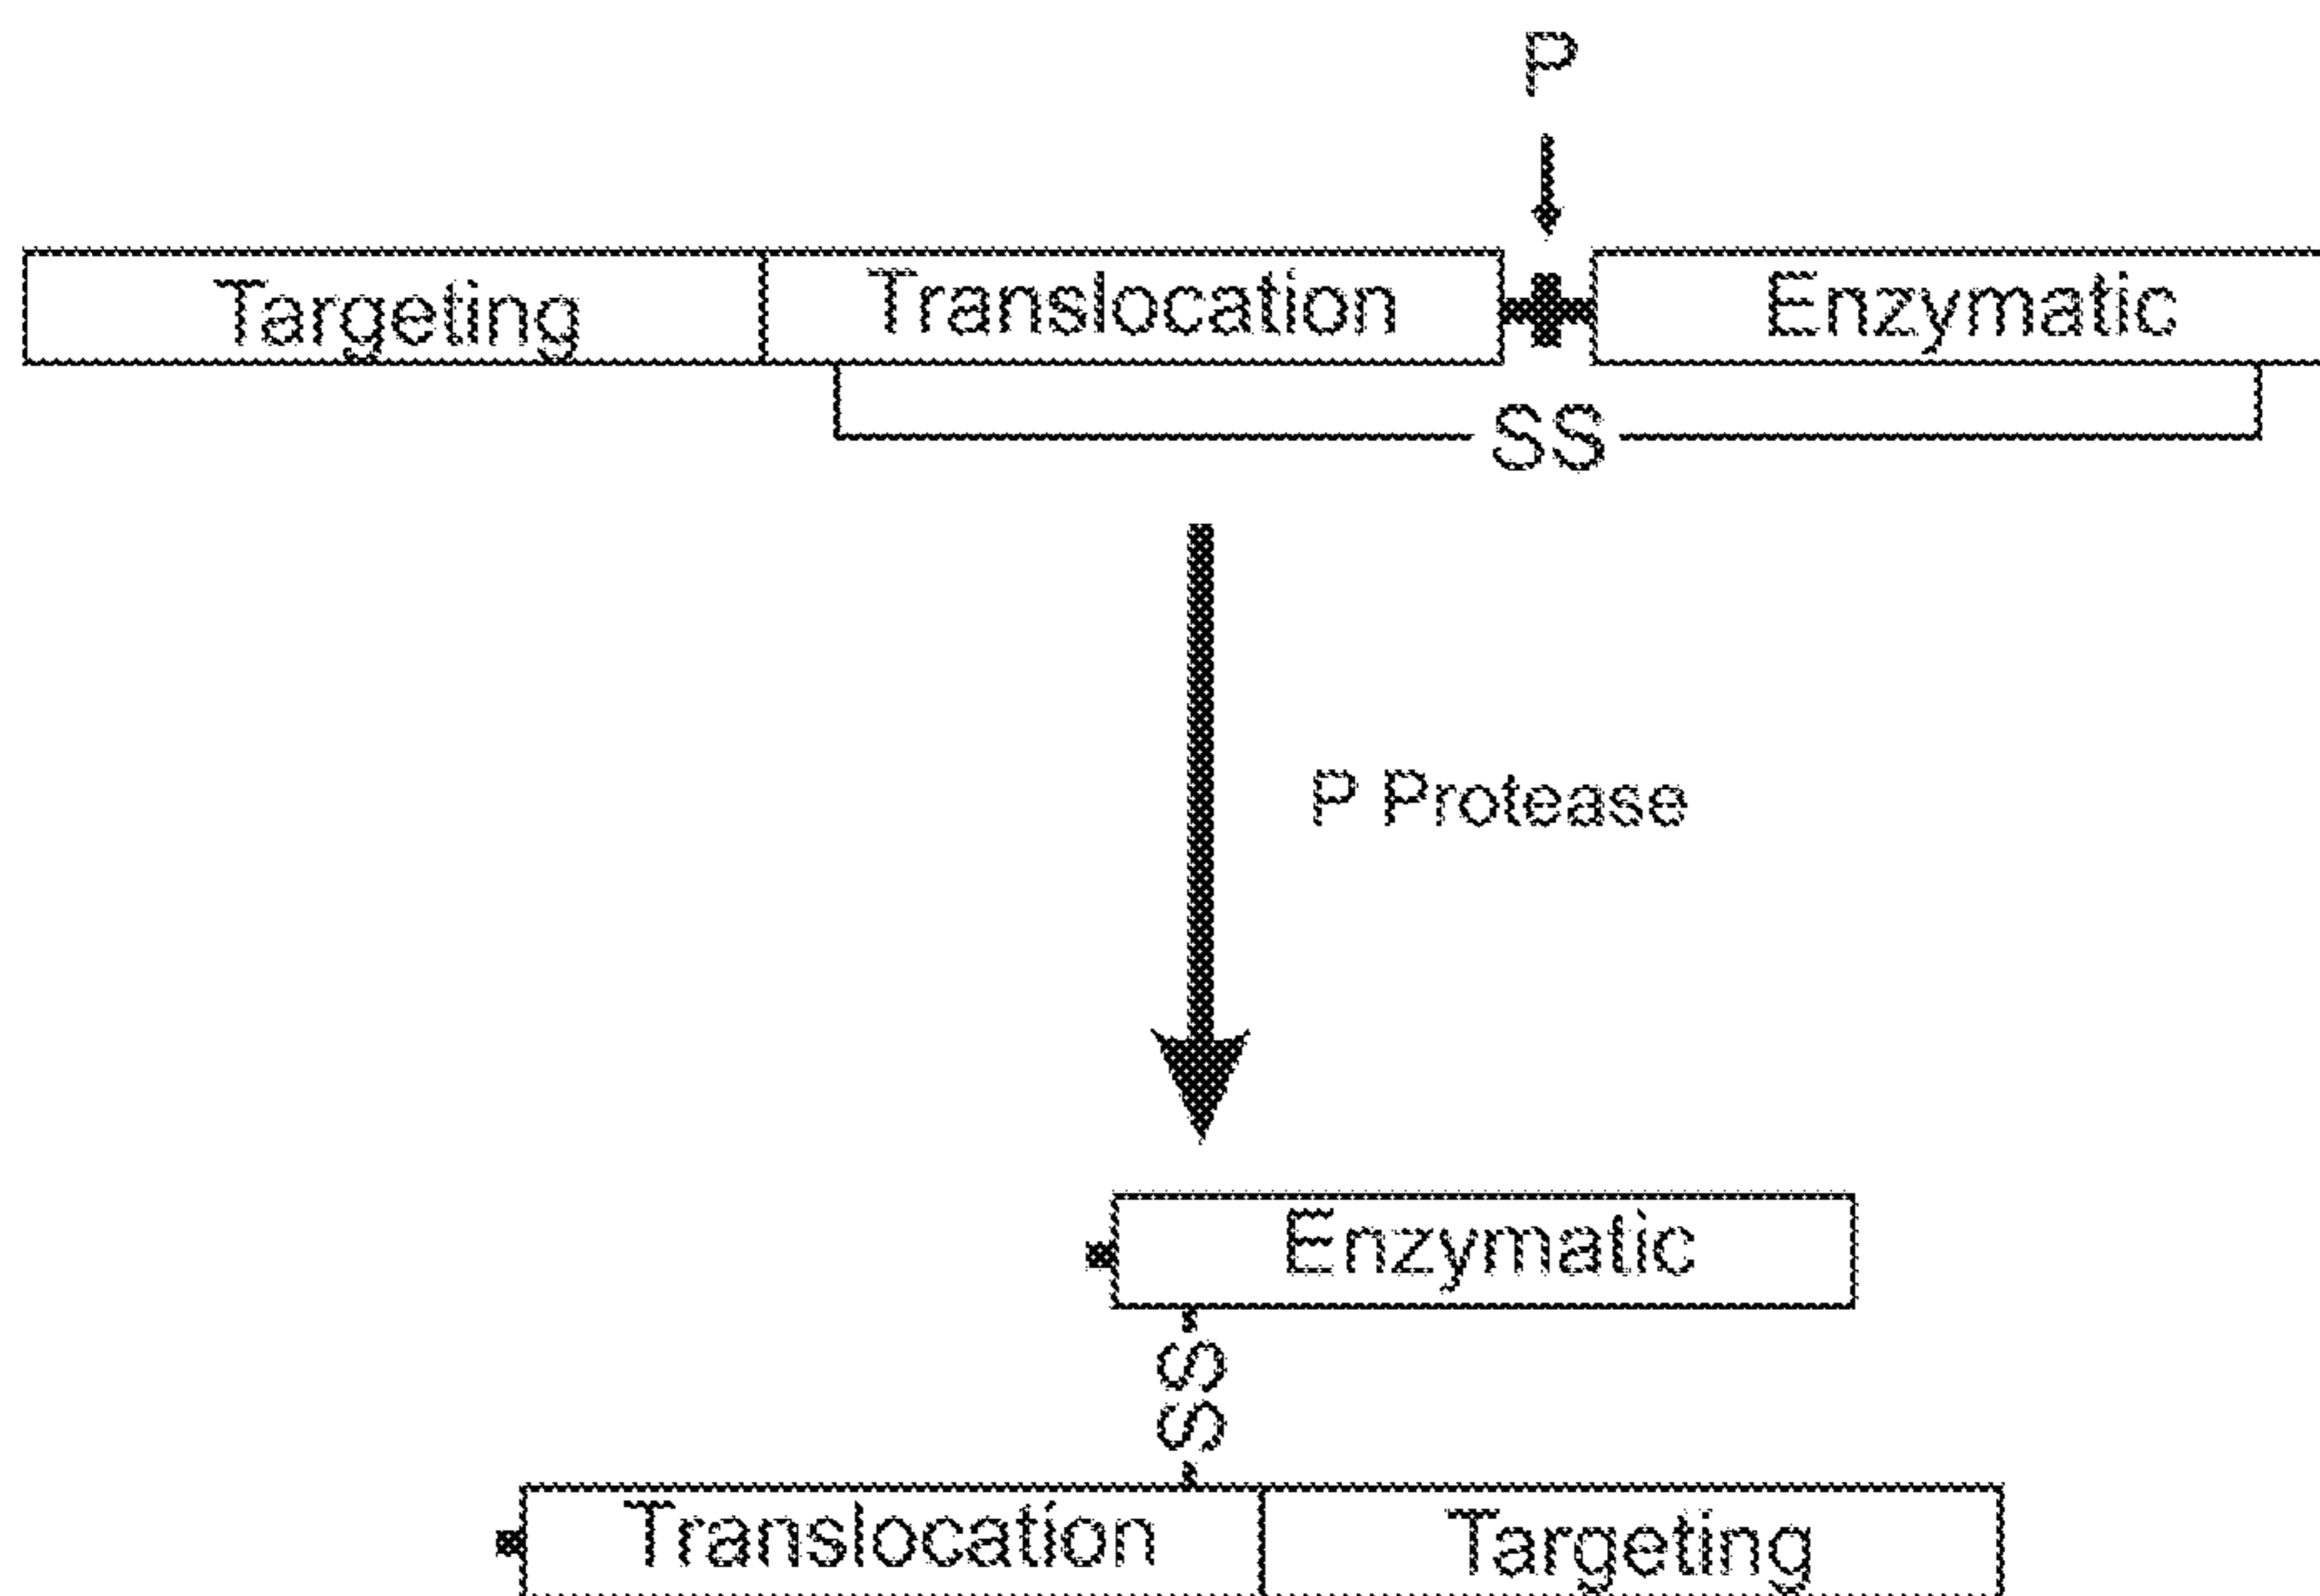 P
Targeting Translocation Enzymatic
SS
P Protease
Enzymatic
SS
Translocation Targeting